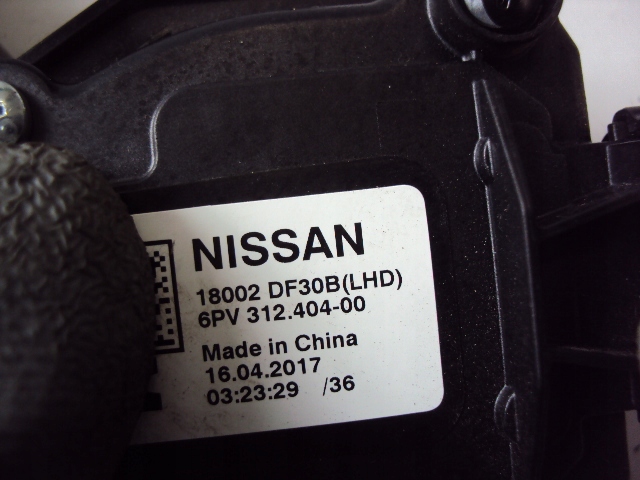 NISSAN
18002 DF30B(LHD)
6PV 312.404-00
Made in China
16.04.2017
03:23:29 /36